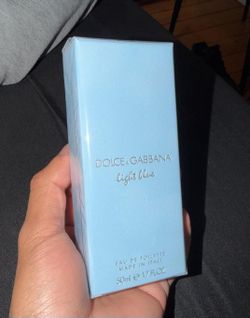 DOLCE & GABBANA
light blue
EAU DE TOILETTE
MADE IN ITALY
50ml e 1.7 FL.OZ.